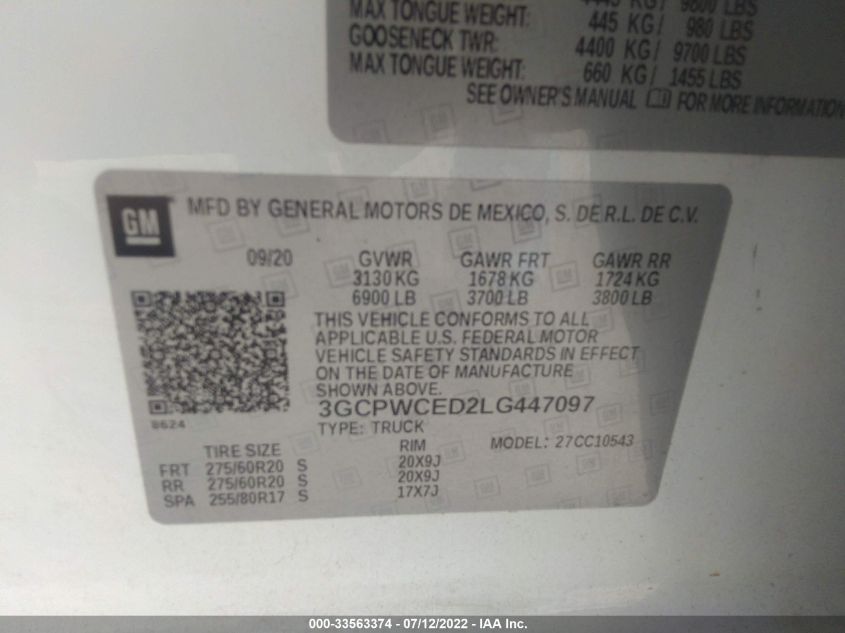 4445 KG/ 9800 LBS
MAX TONGUE WEIGHT: 445 KG/ 980 LBS
GOOSENECK TWR: 4400 KG/ 9700 LBS
MAX TONGUE WEIGHT: 660 KG/ 1455 LBS
SEE OWNER'S MANUAL FOR MORE INFORMATION
GM MFD BY GENERAL MOTORS DE MEXICO, S. DE R.L. DE C.V.
09/20 GVWR GAWR FRT GAWR RR
3130 KG 1678 KG 1724 KG
6900 LB 3700 LB 3800 LB
THIS VEHICLE CONFORMS TO ALL
APPLICABLE U.S. FEDERAL MOTOR
VEHICLE SAFETY STANDARDS IN EFFECT
ON THE DATE OF MANUFACTURE
SHOWN ABOVE.
8624
3GCPWCED2LG447097
TYPE: TRUCK MODEL: 27CC10543
TIRE SIZE RIM
FRT 275/60R20 S 20X9J
RR 275/60R20 S 20X9J
SPA 255/80R17 S 17X7J
000-33563374 - 07/12/2022 - IAA Inc.